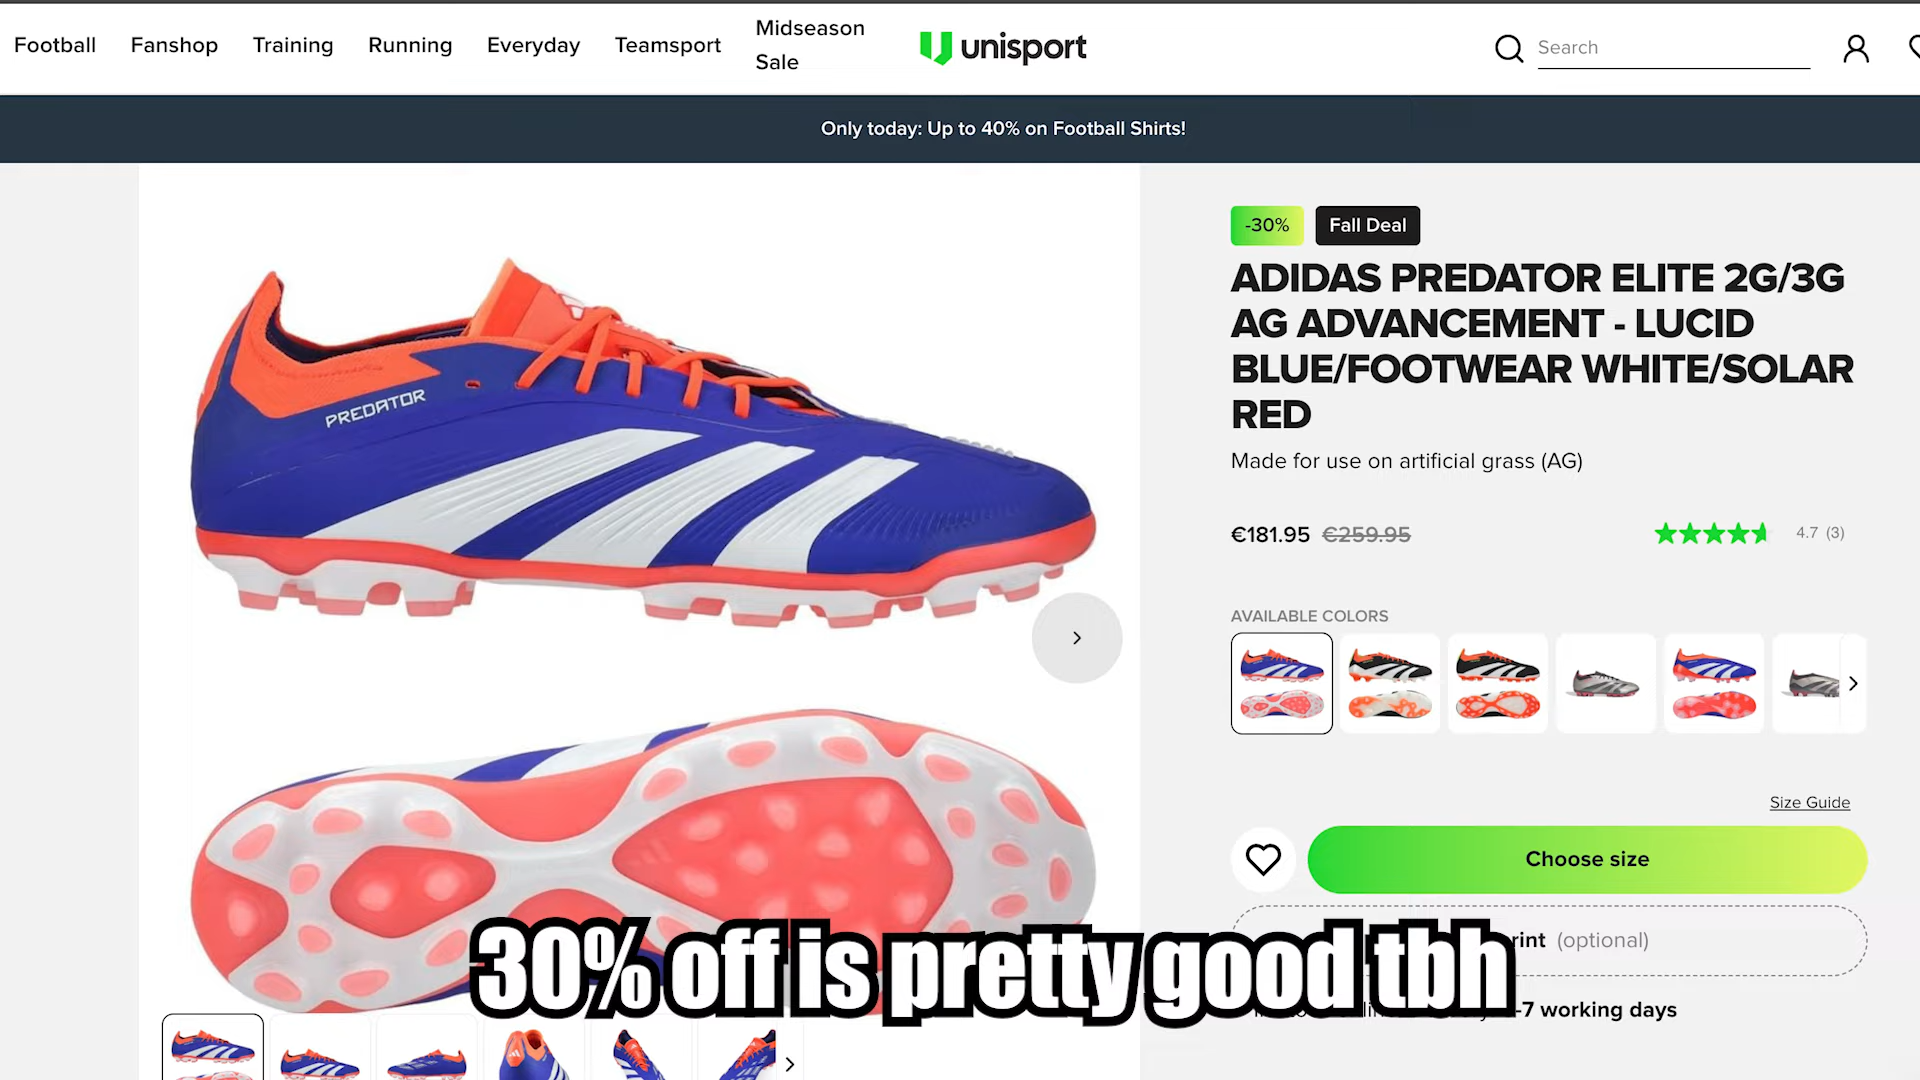 Football
Fanshop
Training
Running
Everyday
Teamsport
Midseason
Sale
unisport
Search
Only today: Up to 40% on Football Shirts!
-30%
Fall Deal
ADIDAS PREDATOR ELITE 2G/3G
AG ADVANCEMENT - LUCID
BLUE/FOOTWEAR WHITE/SOLAR
RED
Made for use on artificial grass (AG)
€181.95 €259.95
4.7 (3)
PREDATOR
AVAILABLE COLORS
Size Guide
Choose size
(optional)
30% off is pretty good tbh
-7 working days